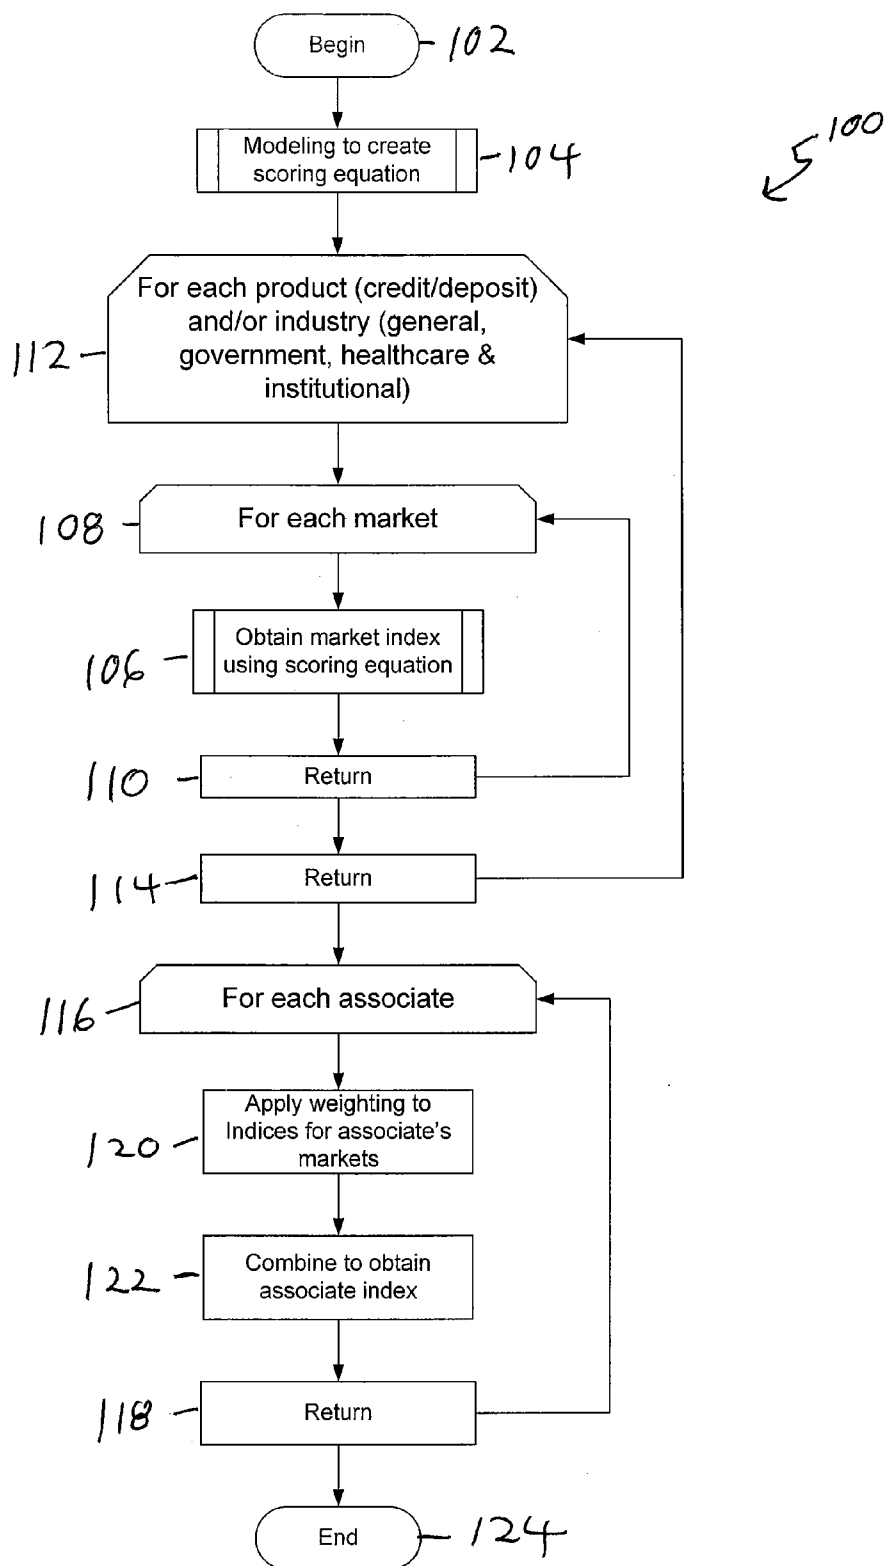 Begin
102
100
Modeling to create
scoring equation
104
For each product (credit/deposit)
and/or industry (general,
government, healthcare &
institutional)
112
For each market
108
Obtain market index
using scoring equation
106
Return
110
Return
114
For each associate
116
Apply weighting to
Indices for associate's
markets
120
Combine to obtain
associate index
122
Return
118
End
124